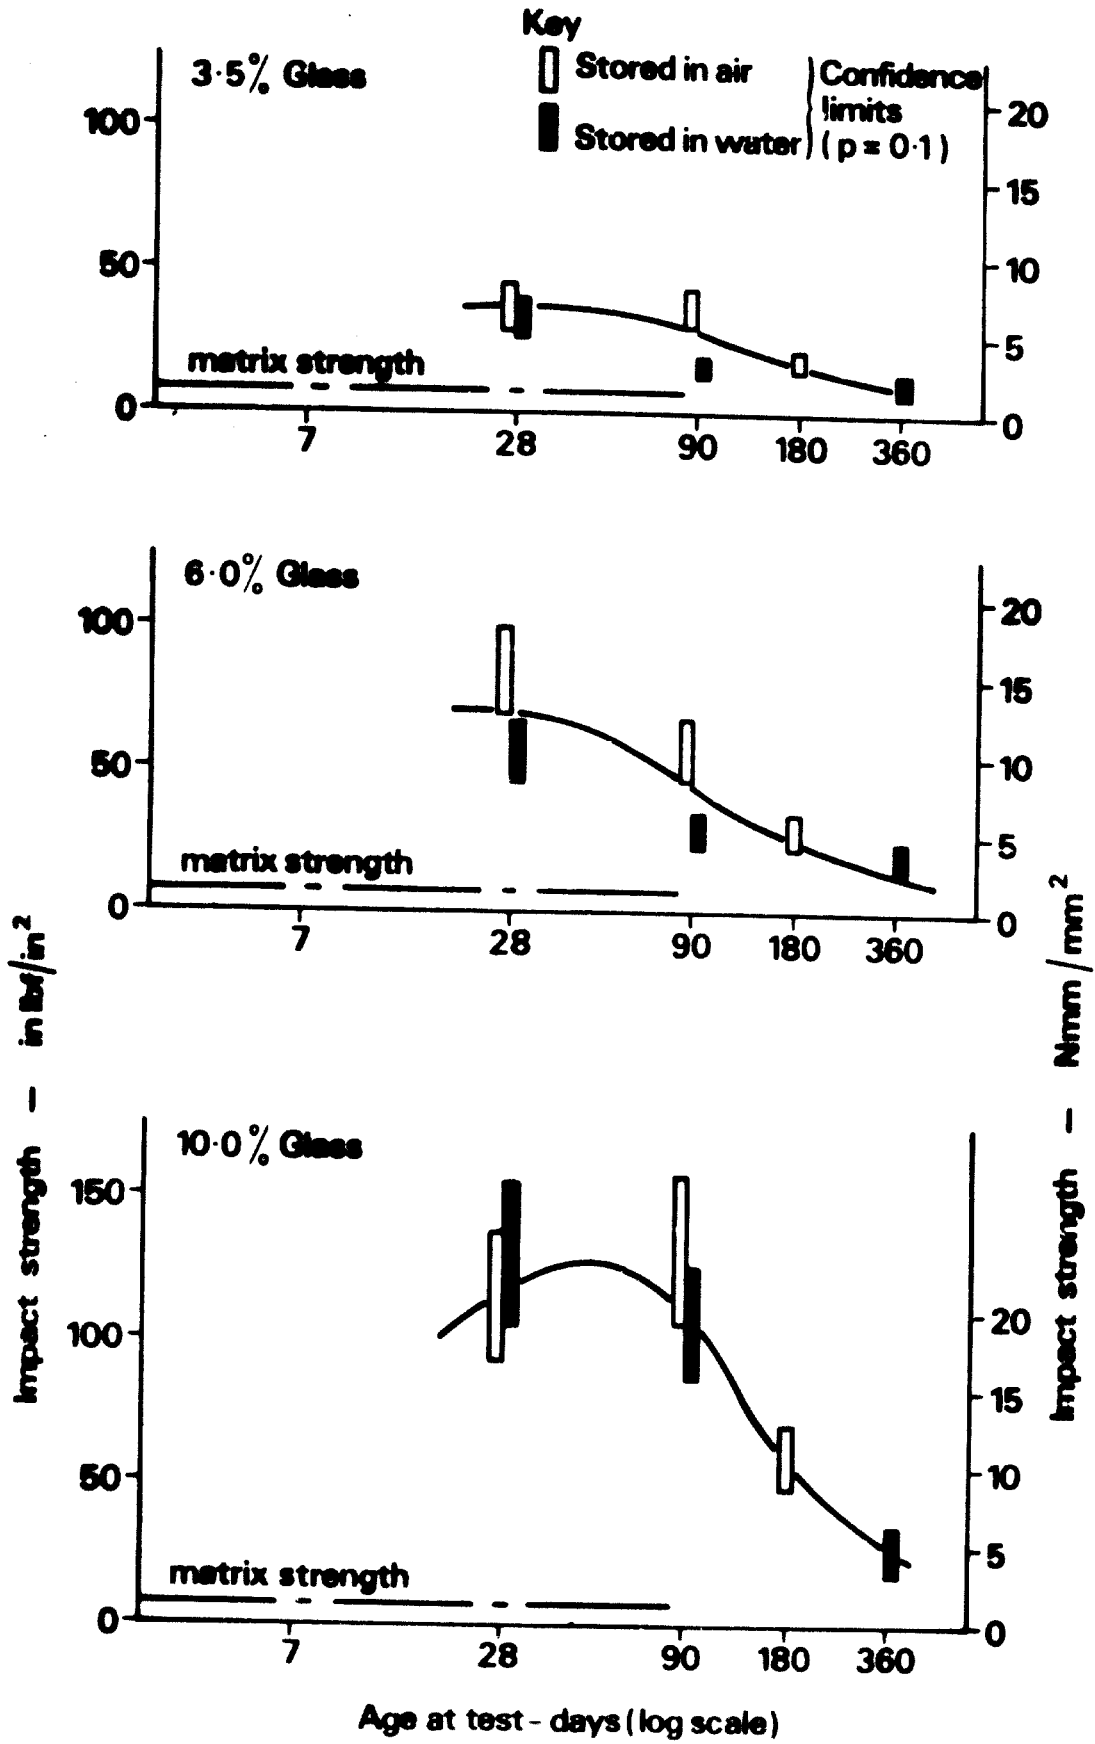 Key
3·5% Glass
Stored in air
Stored in water
Confidence
limits
(p = 0·1)
100
50
0
20
15
10
5
0
matrix strength
7 28 90 180 360
6·0% Glass
100
50
0
20
15
10
5
0
matrix strength
7 28 90 180 360
Impact strength – in lbf/in²
Impact strength – Nmm/mm²
10·0% Glass
150
100
50
0
20
15
10
5
0
matrix strength
7 28 90 180 360
Age at test - days (log scale)